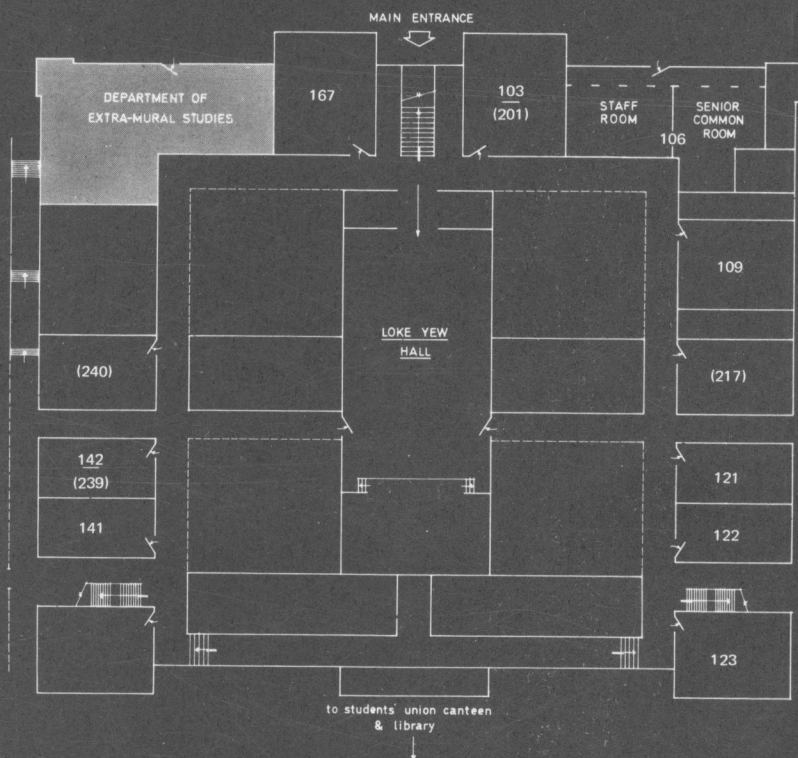 MAIN ENTRANCE
DEPARTMENT OF
EXTRA-MURAL STUDIES
167
103
(201)
STAFF
ROOM
SENIOR
COMMON
ROOM
106
109
LOKE YEW
HALL
(240)
(217)
142
(239)
121
141
122
123
to students' union canteen
& library